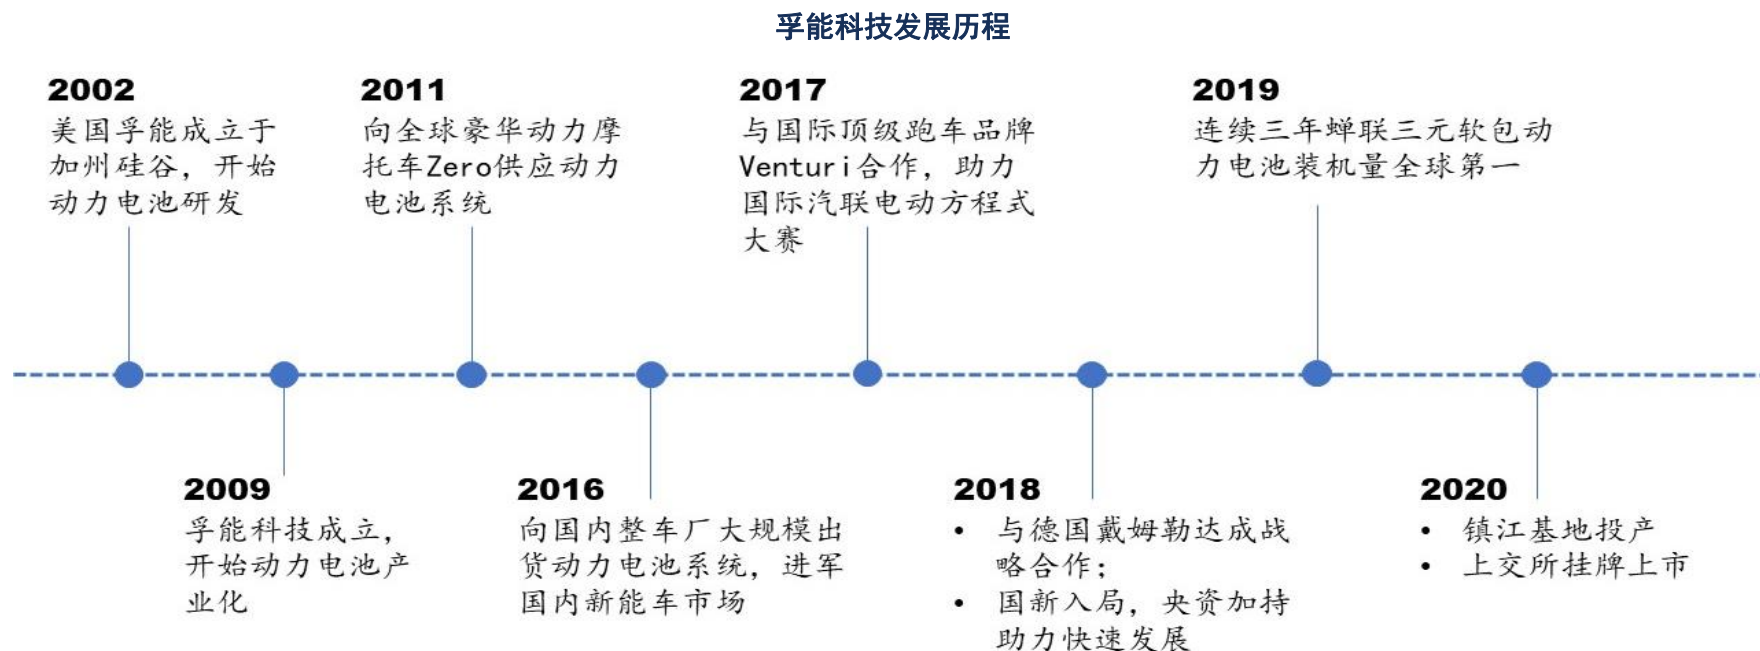 孚能科技发展历程
2002
美国孚能成立于
加州硅谷，开始
动力电池研发
2009
孚能科技成立，
开始动力电池产
业化
2011
向全球豪华动力摩
托车Zero供应动力
电池系统
2016
向国内整车厂大规模出
货动力电池系统，进军
国内新能车市场
2017
与国际顶级跑车品牌
Venturi合作，助力
国际汽联电动方程式
大赛
2018
• 与德国戴姆勒达成战
略合作；
• 国新入局，央资加持
助力快速发展
2019
连续三年蝉联三元软包动
力电池装机量全球第一
2020
• 镇江基地投产
• 上交所挂牌上市